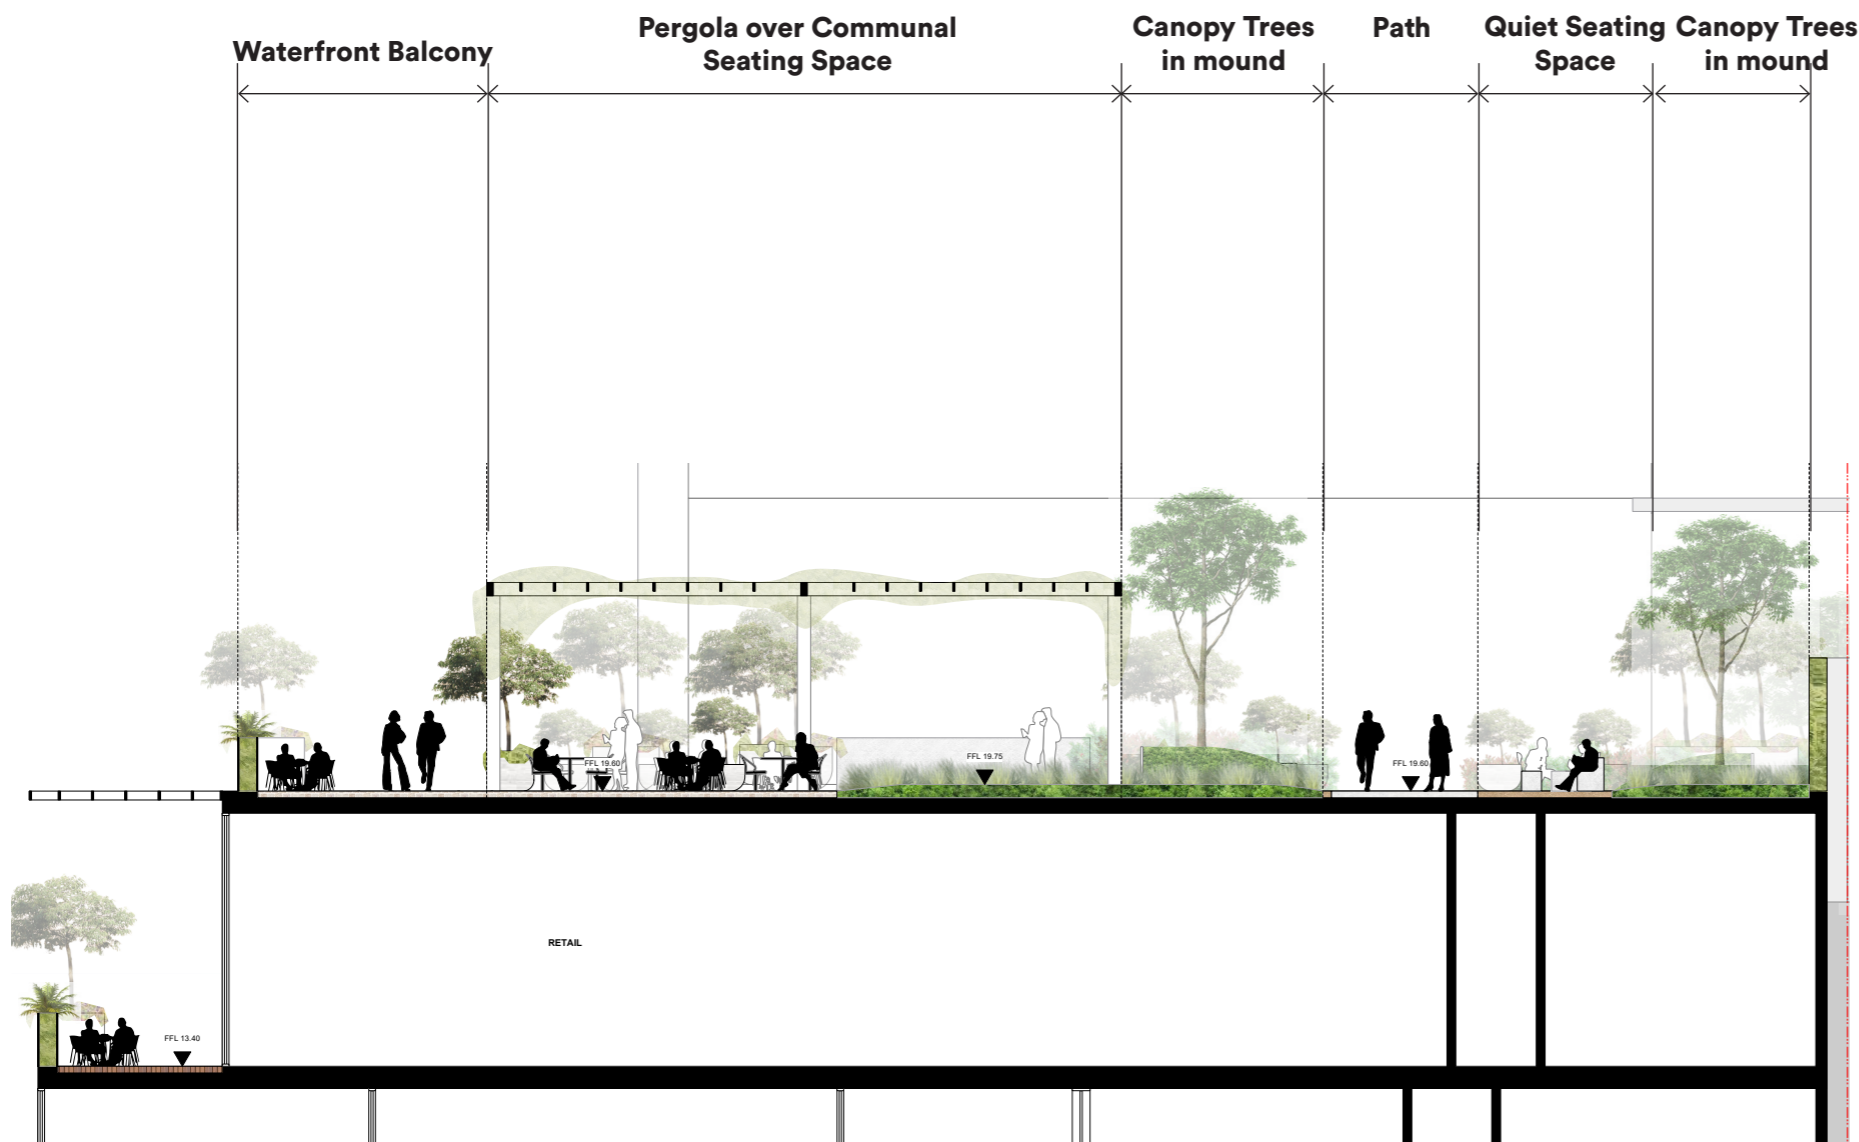 Waterfront Balcony
Pergola over Communal
Seating Space
Canopy Trees
in mound
Path
Quiet Seating
Space
Canopy Trees
in mound
FFL 19.60
FFL 19.75
FFL 19.60
RETAIL
FFL 13.40